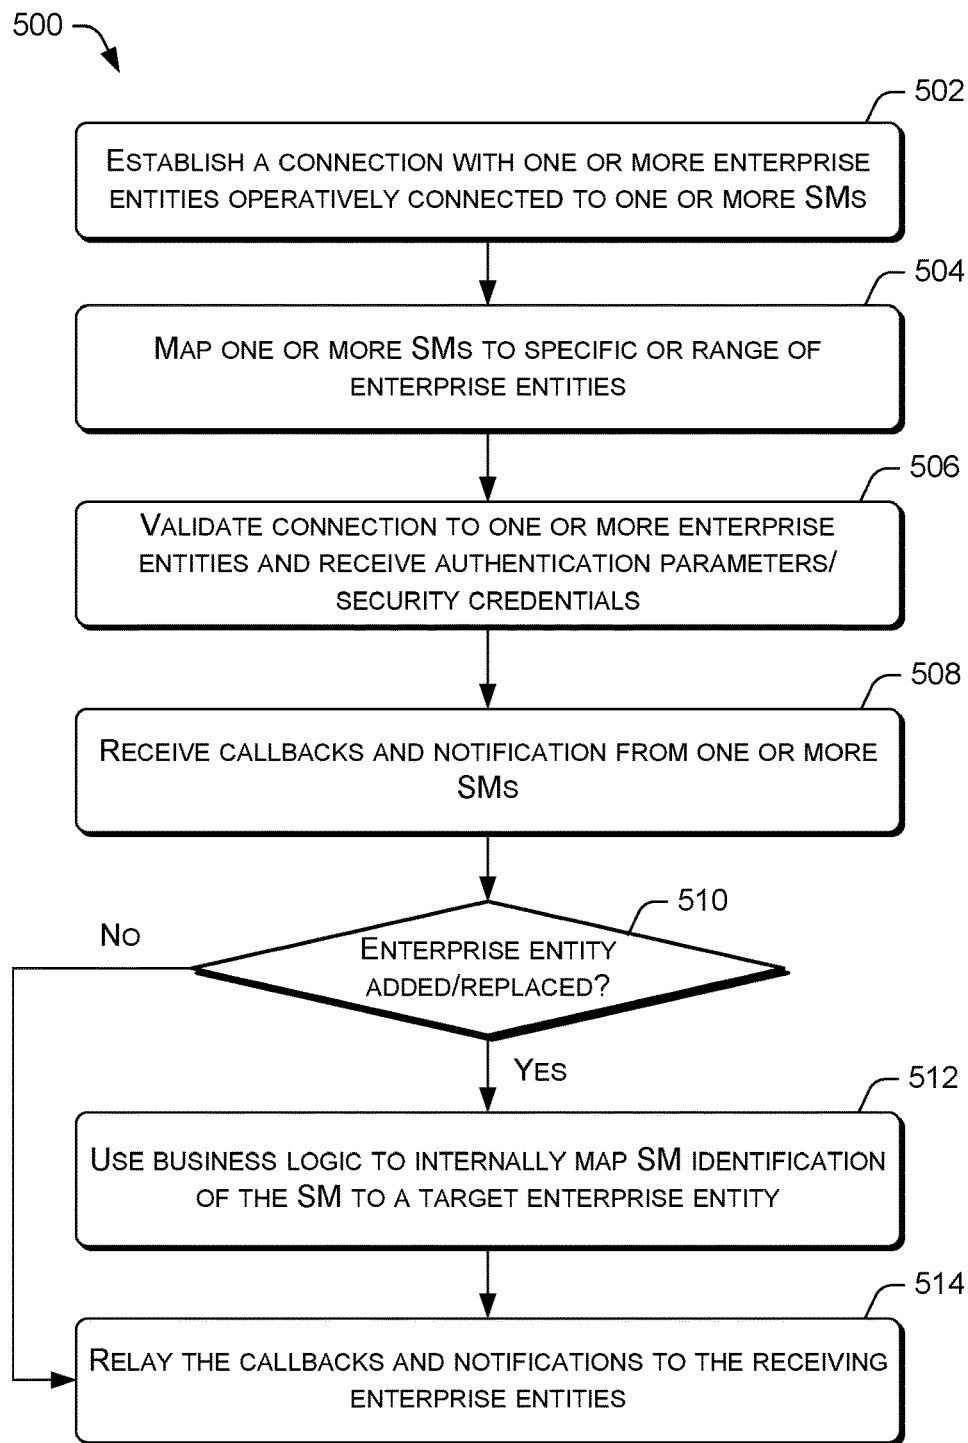 500
502
ESTABLISH A CONNECTION WITH ONE OR MORE ENTERPRISE
ENTITIES OPERATIVELY CONNECTED TO ONE OR MORE SMS
504
MAP ONE OR MORE SMS TO SPECIFIC OR RANGE OF
ENTERPRISE ENTITIES
506
VALIDATE CONNECTION TO ONE OR MORE ENTERPRISE
ENTITIES AND RECEIVE AUTHENTICATION PARAMETERS/
SECURITY CREDENTIALS
508
RECEIVE CALLBACKS AND NOTIFICATION FROM ONE OR MORE
SMS
510
NO
ENTERPRISE ENTITY
ADDED/REPLACED?
YES
512
USE BUSINESS LOGIC TO INTERNALLY MAP SM IDENTIFICATION
OF THE SM TO A TARGET ENTERPRISE ENTITY
514
RELAY THE CALLBACKS AND NOTIFICATIONS TO THE RECEIVING
ENTERPRISE ENTITIES